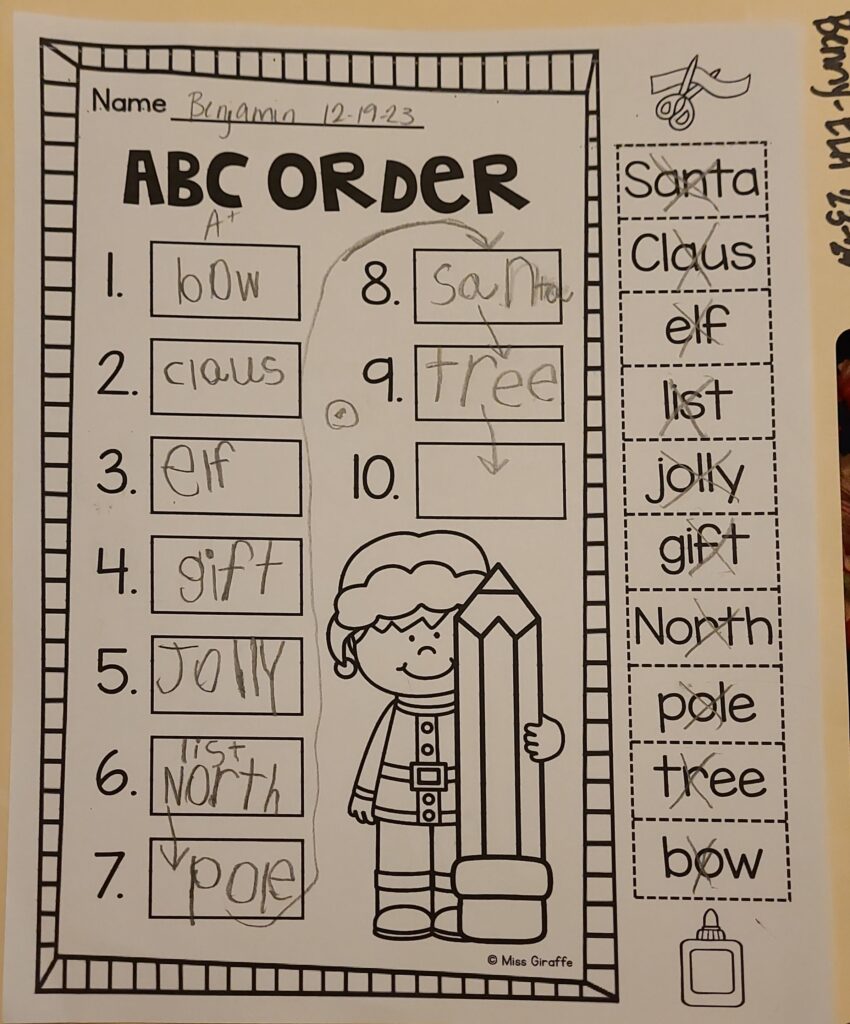 Name Benjamin 12-19-23
ABC ORDER
A+
1. bow
2. claus
3. elf
4. gift
5. JOllY
6. list
North
7. pole
8. santa
9. tree
10.
© Miss Giraffe
Santa
Claus
elf
list
jolly
gift
North
pole
tree
bow